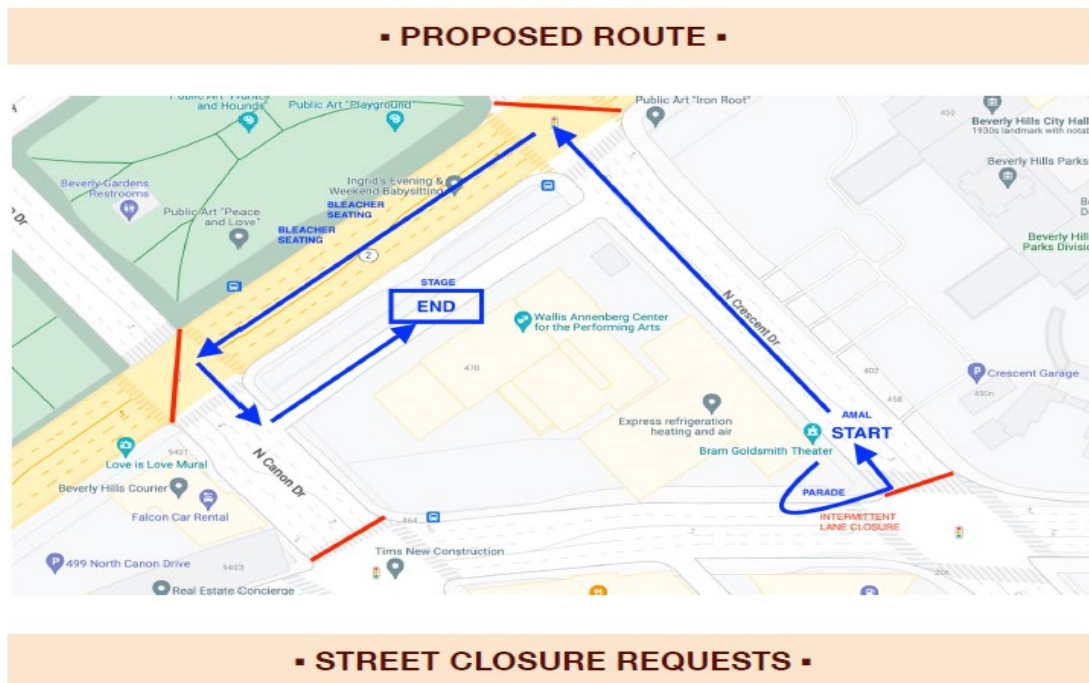 ▪ PROPOSED ROUTE ▪
and Hounds"
Public Art "Playground
Public Art "Iron Root"
450
Beverly Hills City Hall
1930s landmark with notab
Beverly Hills Parks
Beverly Gardens
Restrooms
Ingrid's Evening &
Weekend Babysitting
BLEACHER
SEATING
Public Art "Peace
and Love"
BLEACHER
SEATING
Beverly Hill
Parks Divisi
2
STAGE
END
Wallis Annenberg Center
for the Performing Arts
N Crescent Dr
470
402
Crescent Garage
458
Express refrigeration
heating and air
AMAL
START
Bram Goldsmith Theater
9401
Love is Love Mural
N Canon Dr
Beverly Hills Courier
PARADE
Falcon Car Rental
464
INTERMITTENT
LANE CLOSURE
Tims New Construction
499 North Canon Drive
9403
Real Estate Concierge
▪ STREET CLOSURE REQUESTS ▪